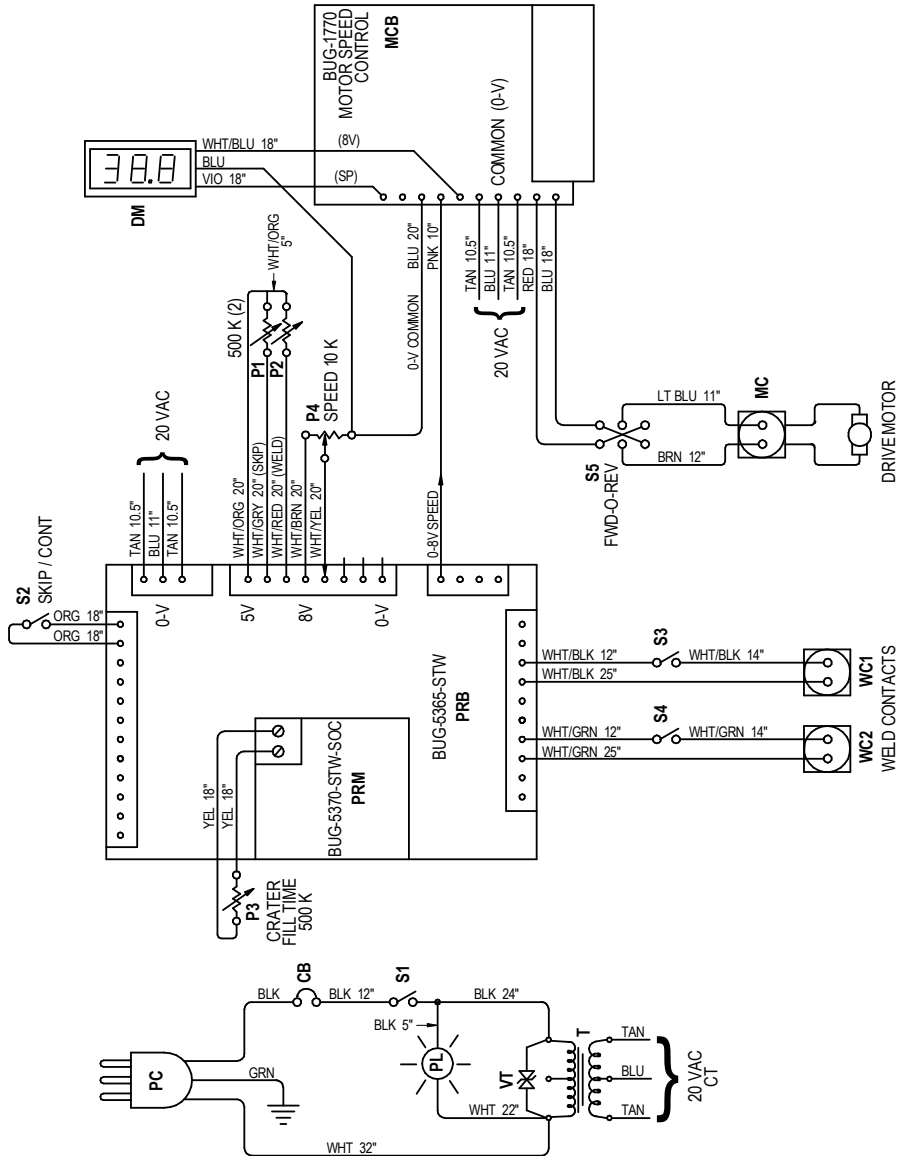 38.8
DM
WHT/BLU 18"
BLU
VIO 18"
(8V)
(SP)
BUG-1770
MOTOR SPEED
CONTROL
MCB
COMMON (0-V)
BLU 20"
PNK 10"
TAN 10.5"
BLU 11"
TAN 10.5"
RED 18"
BLU 18"
20 VAC
0-V COMMON
0-8V SPEED
WHT/ORG
5"
500 K (2)
P1
P2
P4
SPEED 10 K
20 VAC
TAN 10.5"
BLU 11"
TAN 10.5"
WHT/ORG 20"
WHT/GRY 20" (SKIP)
WHT/RED 20" (WELD)
WHT/BRN 20"
WHT/YEL 20"
0-V
5V
8V
0-V
S2
SKIP / CONT
ORG 18"
ORG 18"
BUG-5365-STW
PRB
BUG-5370-STW-SOC
PRM
YEL 18"
YEL 18"
P3
CRATER
FILL TIME
500 K
S5
FWD-O-REV
LT BLU 11"
BRN 12"
MC
DRIVE MOTOR
WHT/BLK 12"
S3
WHT/BLK 14"
WHT/BLK 25"
WC1
WHT/GRN 12"
S4
WHT/GRN 14"
WHT/GRN 25"
WC2
WELD CONTACTS
PC
BLK
CB
BLK 12"
S1
BLK 24"
BLK 5"
GRN
PL
VT
T
WHT 22"
WHT 32"
TAN
BLU
TAN
20 VAC
CT